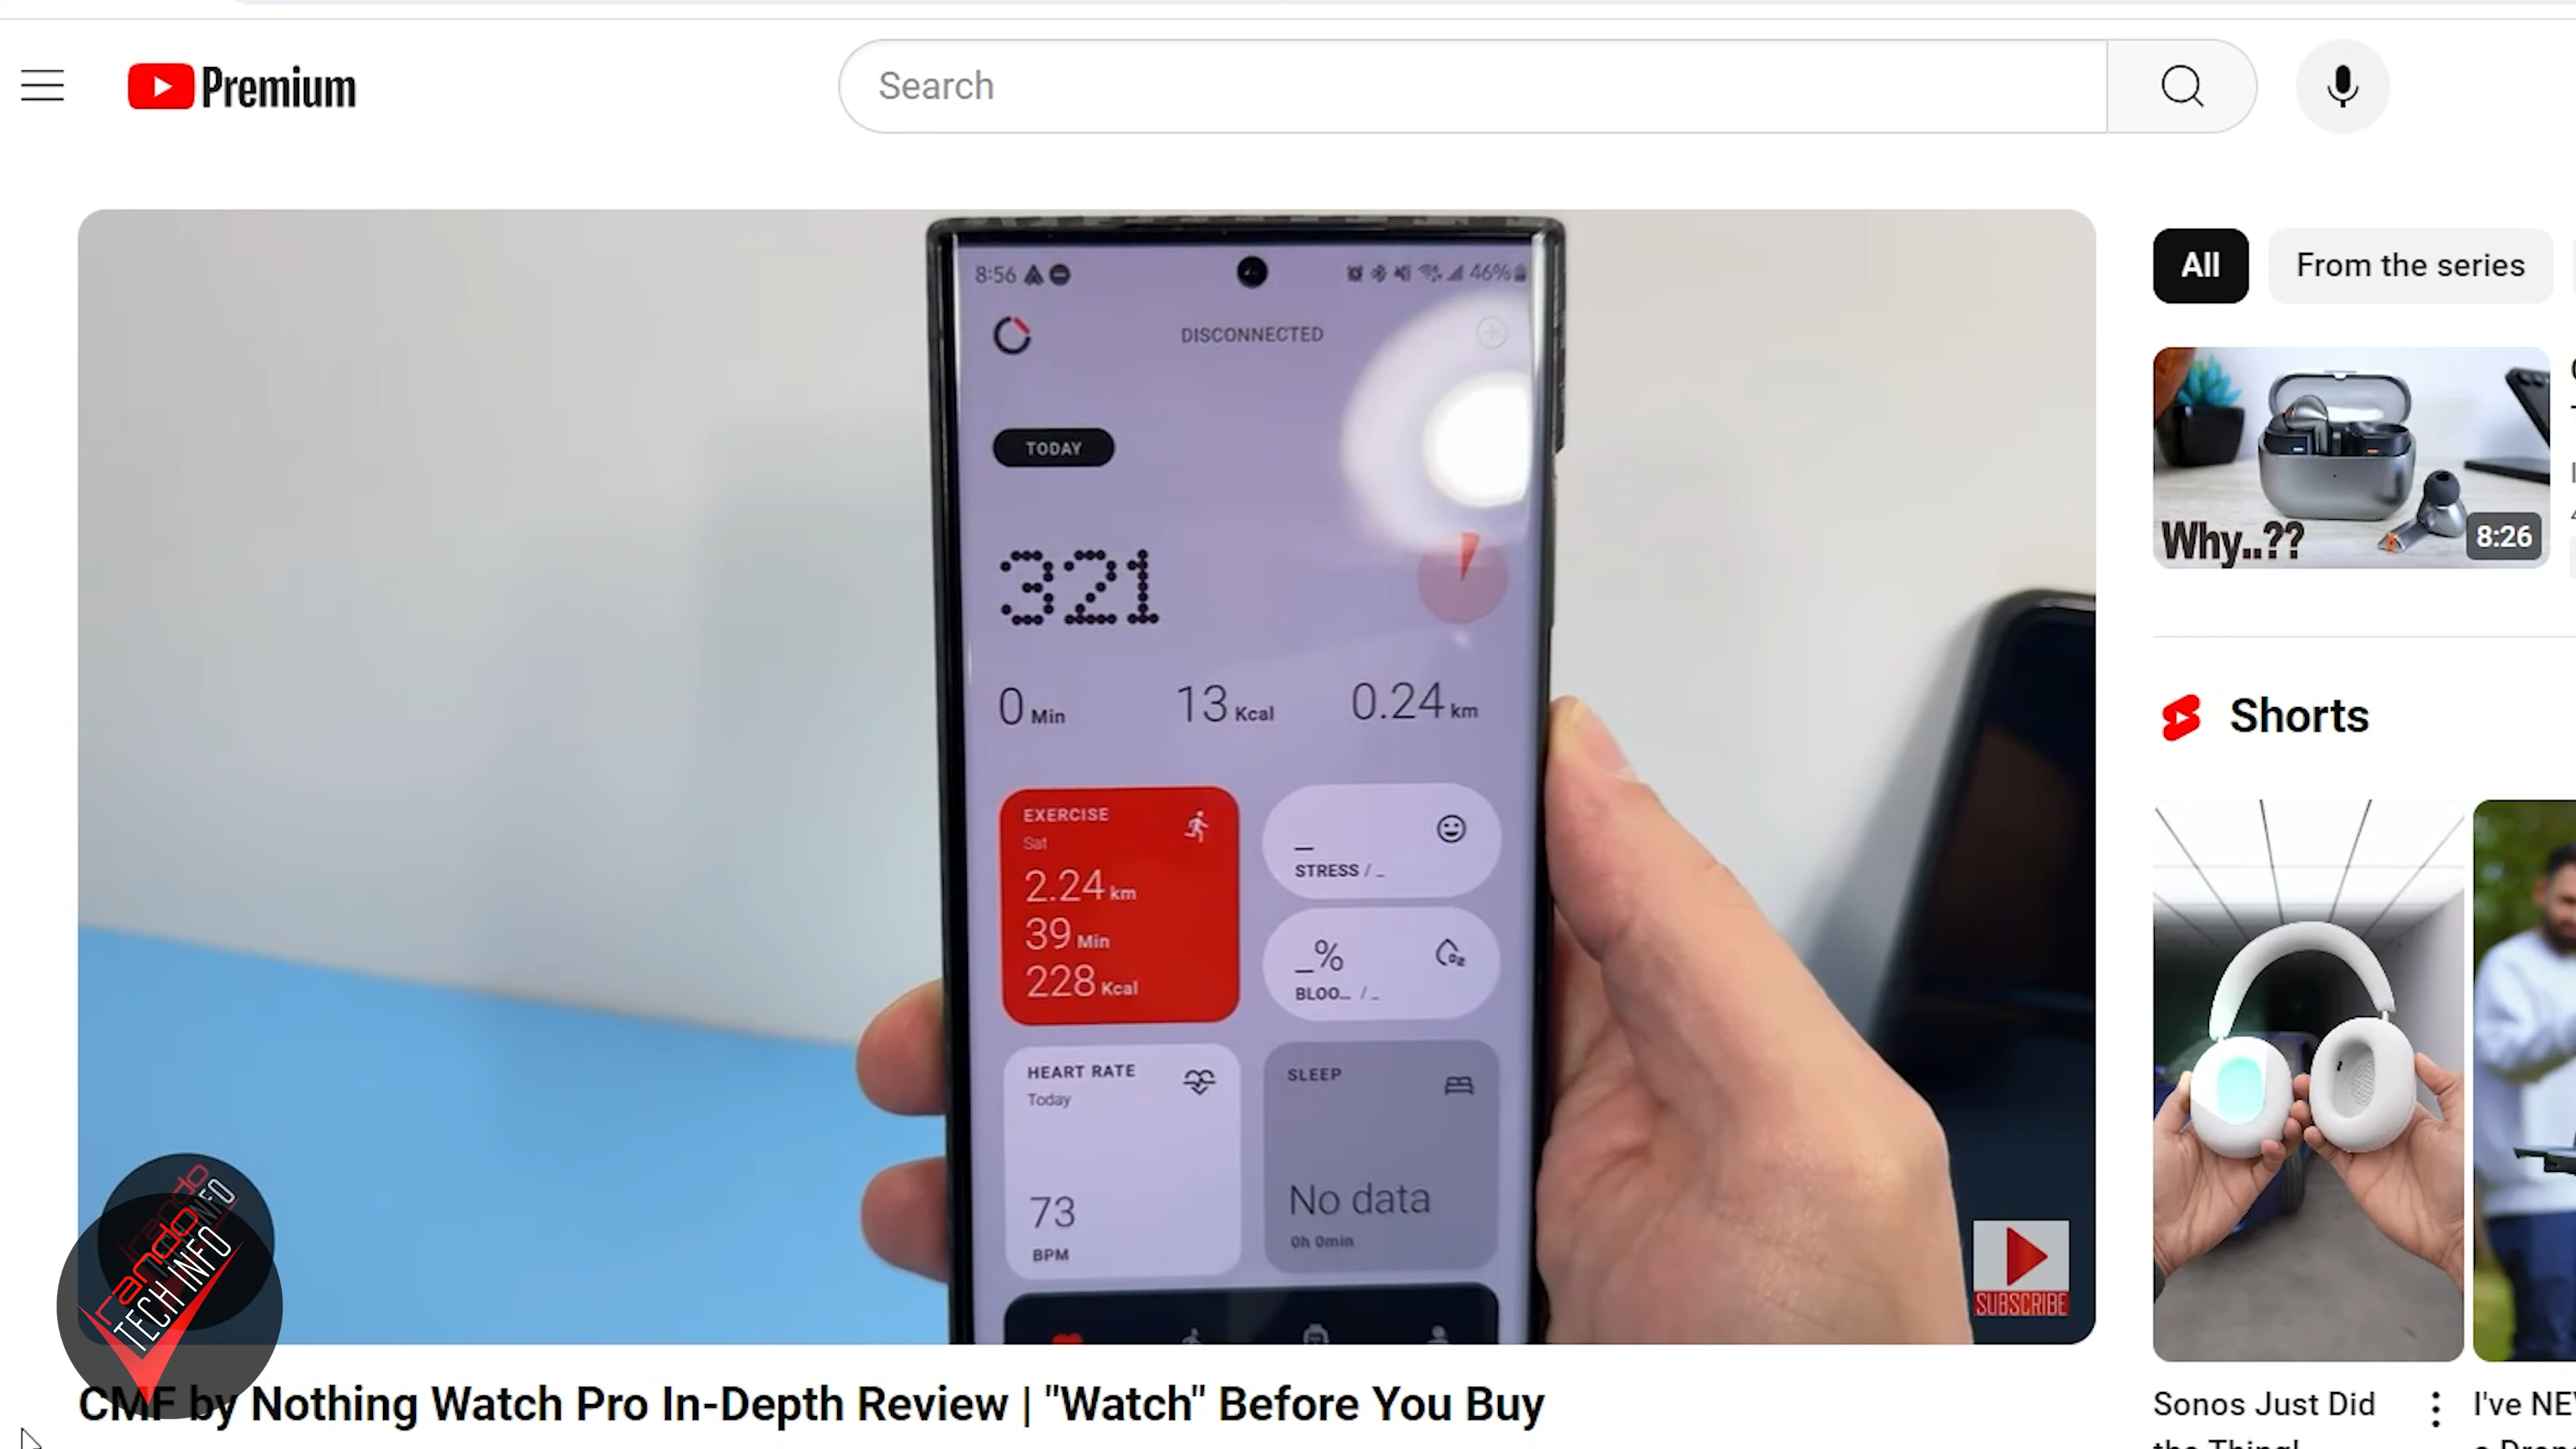 Premium
Search
8:56
46%
DISCONNECTED
TODAY
321
0 Min
13 Kcal
0.24 km
EXERCISE
Sat
2.24 km
39 Min
228 Kcal
_
STRESS / _
_%
BLOO... / _
HEART RATE
Today
73
BPM
SLEEP
No data
0h 0min
SUBSCRIBE
irando
TECH INFO
CMF by Nothing Watch Pro In-Depth Review | "Watch" Before You Buy
All
From the series
Why..??
8:26
Shorts
Sonos Just Did
the Thing!
I've NE